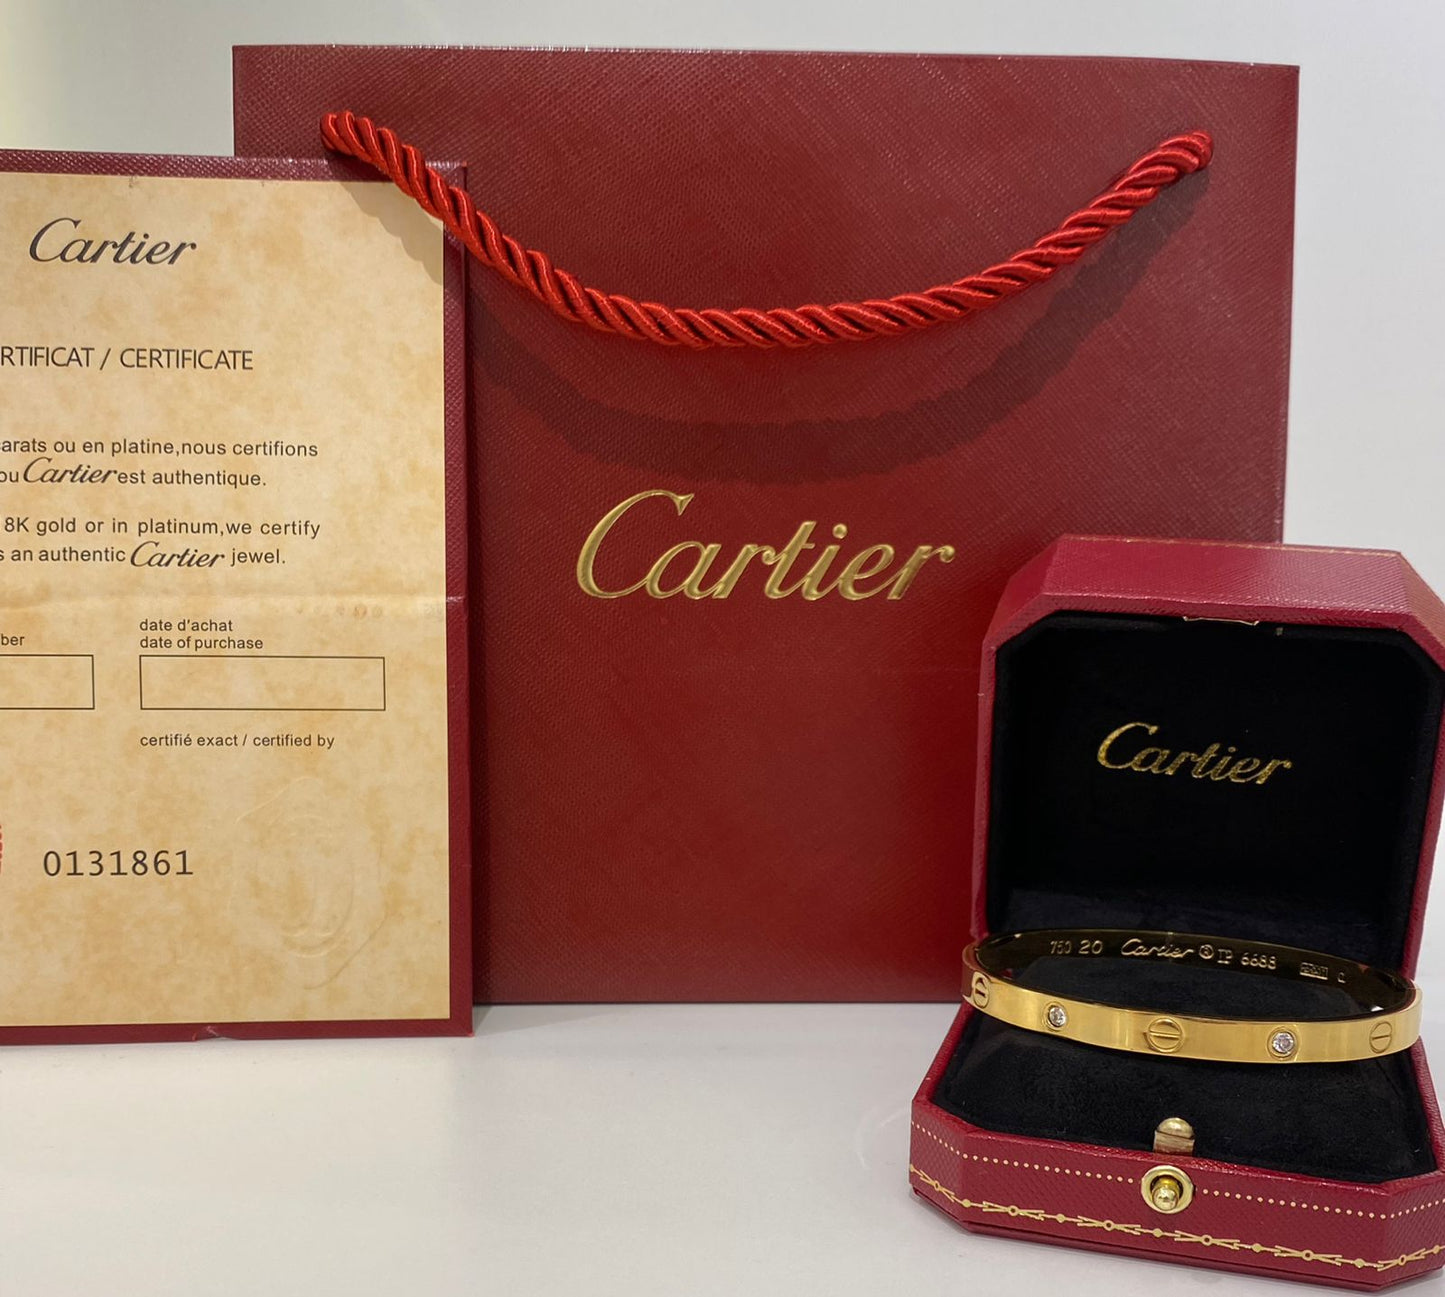 Cartier
RTIFICAT / CERTIFICATE
arats ou en platine,nous certifions
ou Cartier est authentique.
8K gold or in platinum,we certify
s an authentic Cartier jewel.
date d'achat
ber date of purchase
certifié exact / certified by
0131861
Cartier
Cartier
750 20 Cartier ® IP 6688